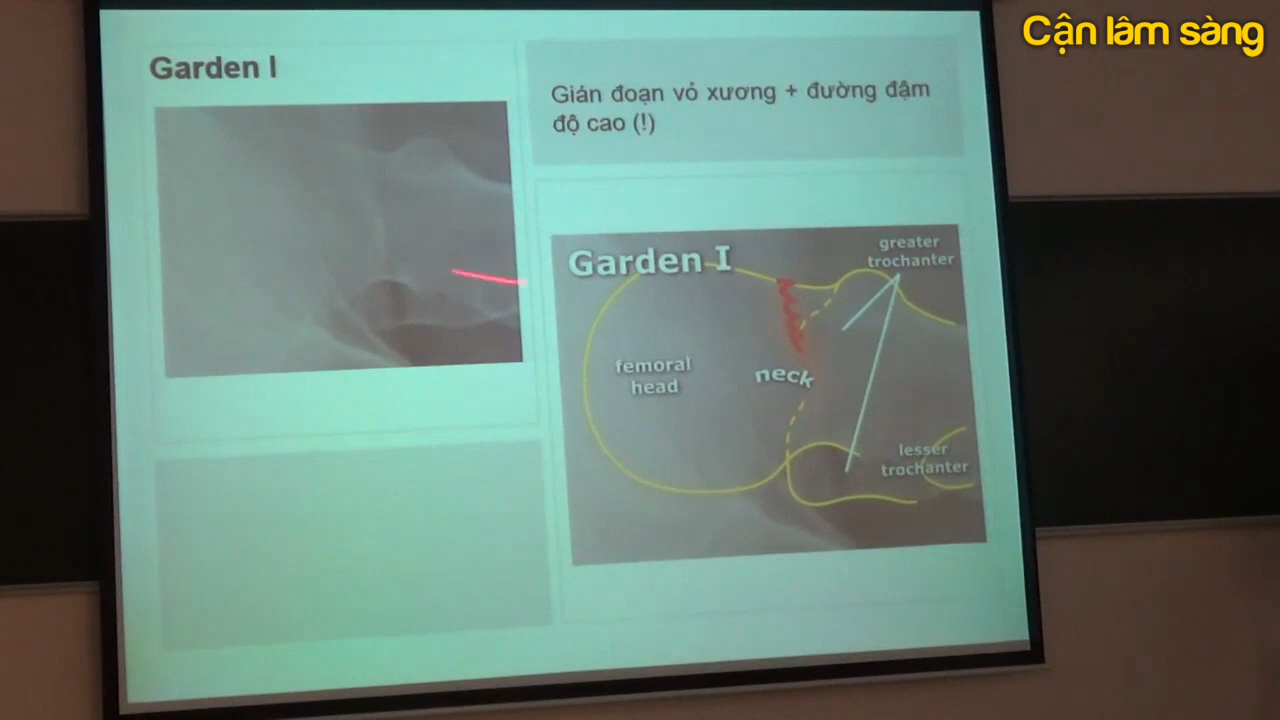 Cận lâm sàng
Garden I
Gián đoạn vỏ xương + đường đậm
độ cao (!)
Garden I
greater
trochanter
femoral
head
neck
lesser
trochanter